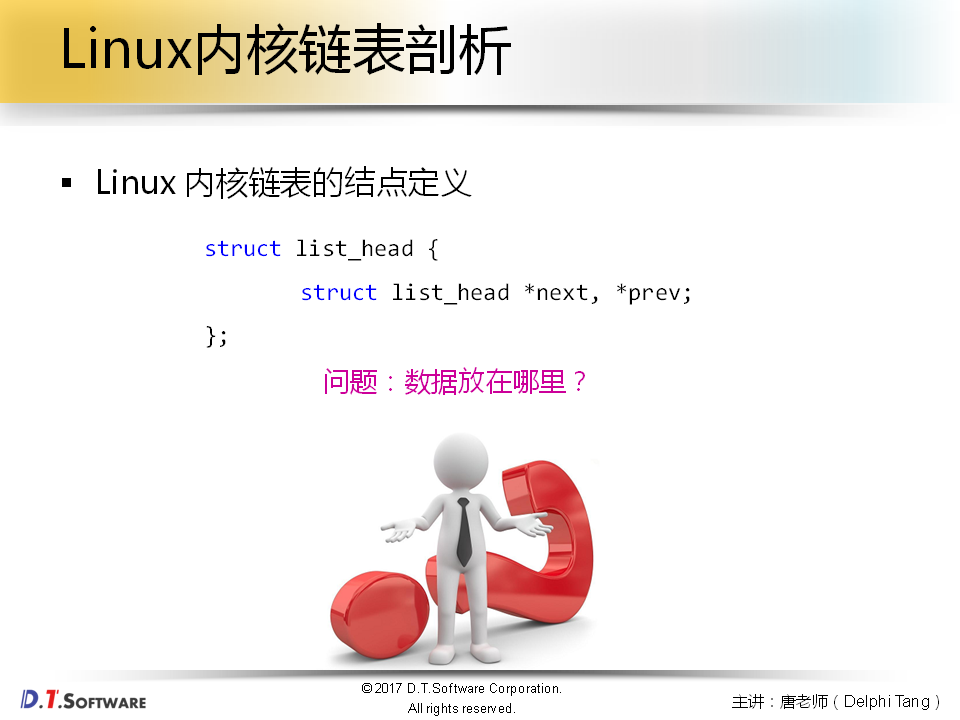 Linux内核链表剖析
▪ Linux 内核链表的结点定义
struct list_head {
struct list_head *next, *prev;
};
问题：数据放在哪里？
D.T.SOFTWARE
©2017 D.T.Software Corporation.
All rights reserved.
主讲：唐老师（Delphi Tang）